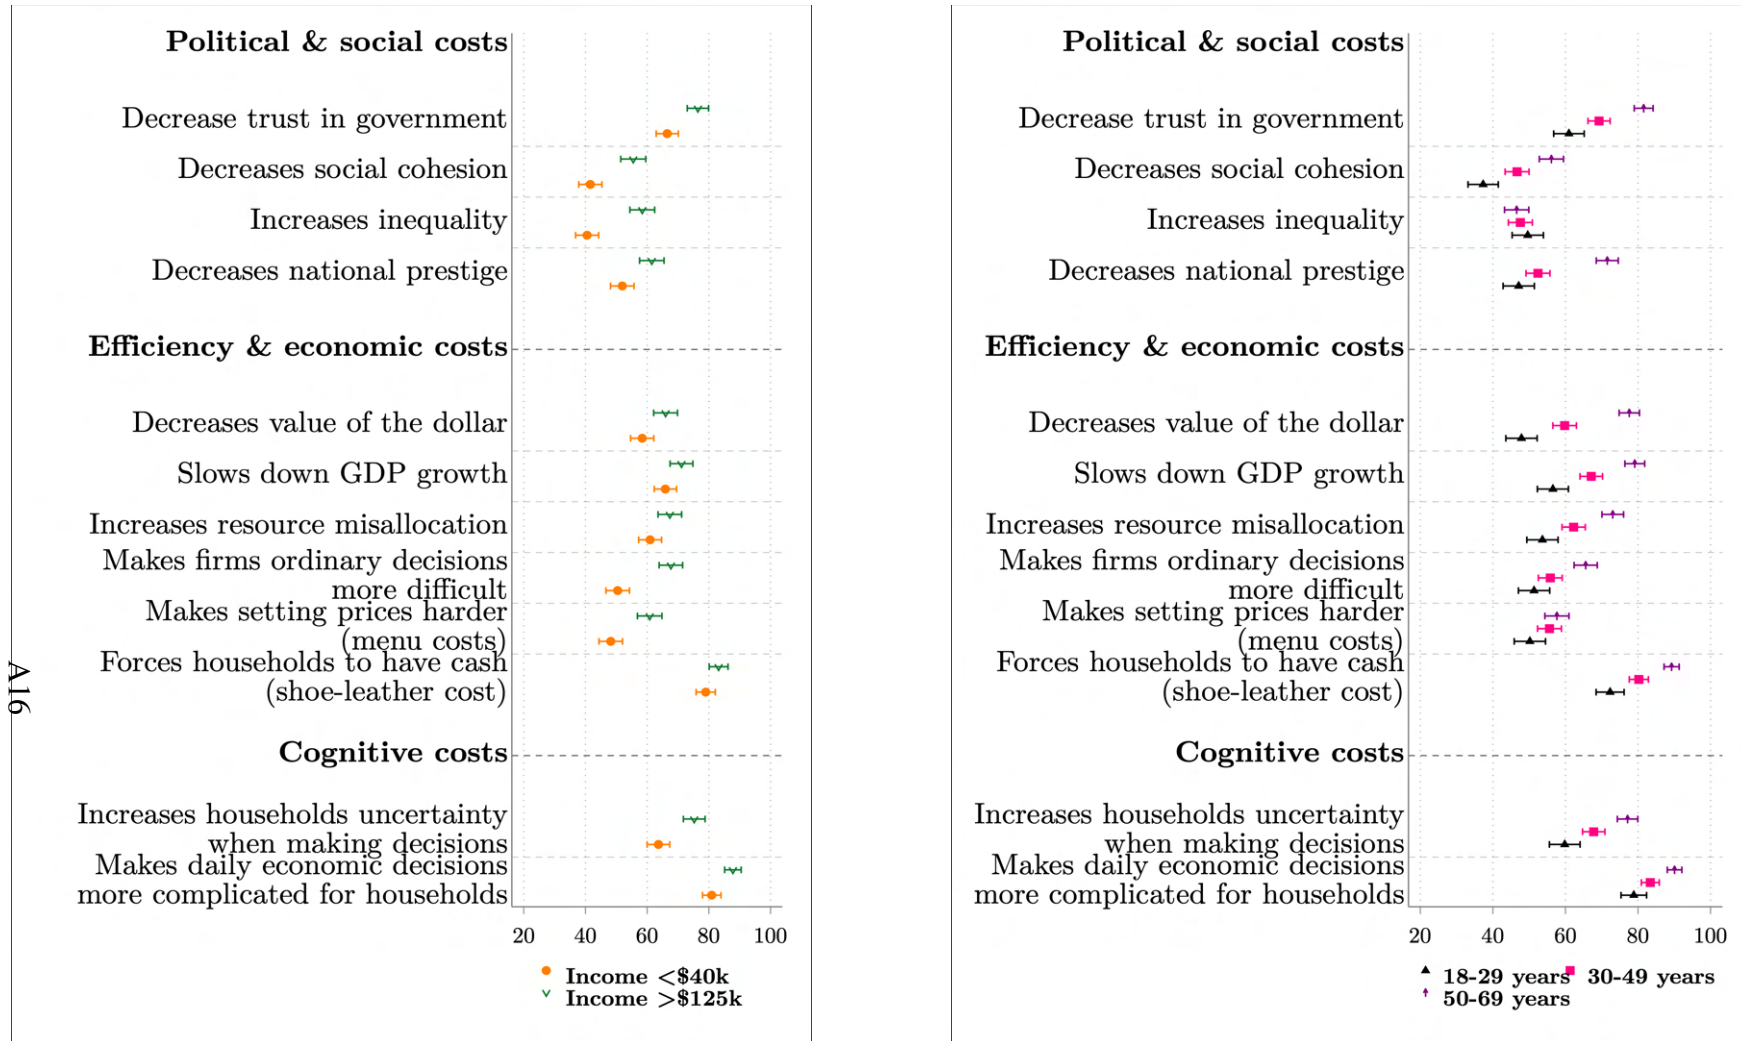 Political & social costs
Decrease trust in government
Decreases social cohesion
Increases inequality
Decreases national prestige
Efficiency & economic costs
Decreases value of the dollar
Slows down GDP growth
Increases resource misallocation
Makes firms ordinary decisions
more difficult
Makes setting prices harder
(menu costs)
Forces households to have cash
(shoe-leather cost)
Cognitive costs
Increases households uncertainty
when making decisions
Makes daily economic decisions
more complicated for households
20 40 60 80 100
Income <$40k
Income >$125k
A16
Political & social costs
Decrease trust in government
Decreases social cohesion
Increases inequality
Decreases national prestige
Efficiency & economic costs
Decreases value of the dollar
Slows down GDP growth
Increases resource misallocation
Makes firms ordinary decisions
more difficult
Makes setting prices harder
(menu costs)
Forces households to have cash
(shoe-leather cost)
Cognitive costs
Increases households uncertainty
when making decisions
Makes daily economic decisions
more complicated for households
20 40 60 80 100
18-29 years 30-49 years
50-69 years